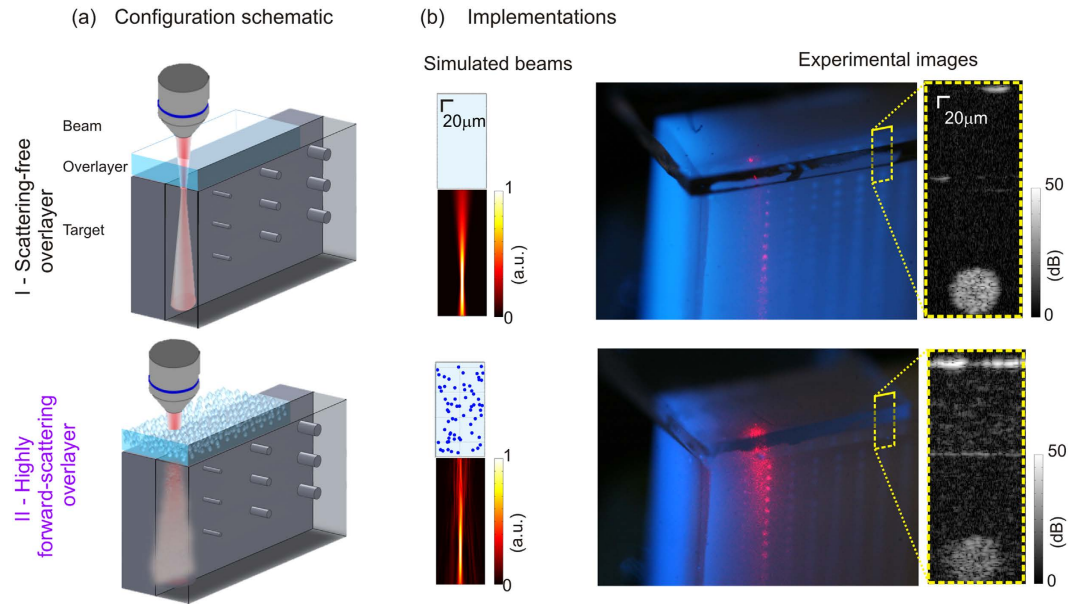 (a) Configuration schematic
(b) Implementations
Simulated beams
Experimental images
I - Scattering-free
overlayer
Beam
Overlayer
Target
20μm
1
(a.u.)
0
20μm
50
(dB)
0
II - Highly
forward-scattering
overlayer
1
(a.u.)
0
50
(dB)
0